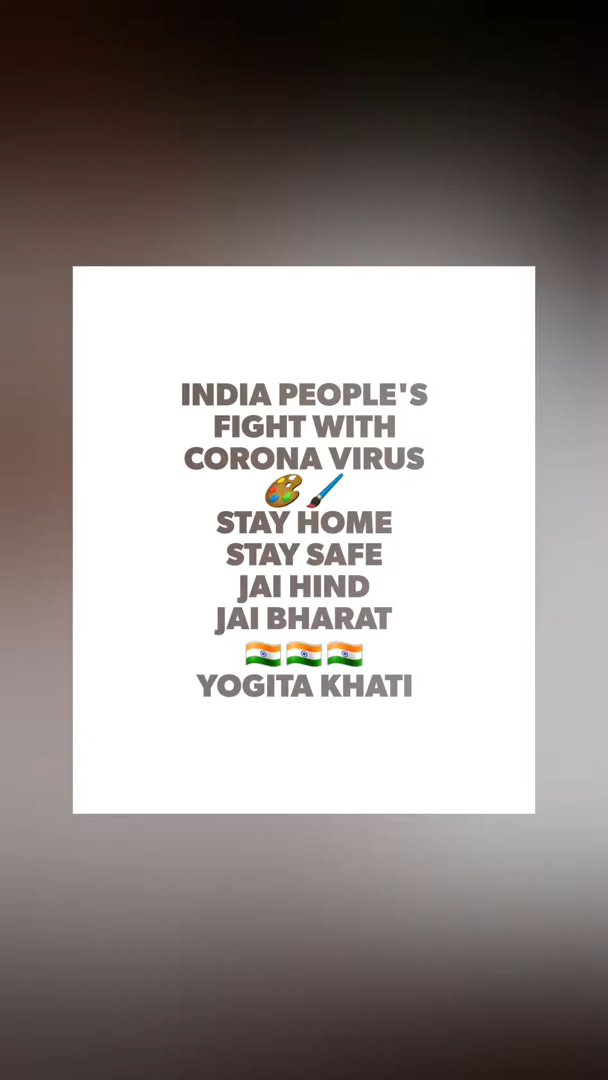 INDIA PEOPLE'S
FIGHT WITH
CORONA VIRUS
🎨🖌️
STAY HOME
STAY SAFE
JAI HIND
JAI BHARAT
🇮🇳🇮🇳🇮🇳
YOGITA KHATI